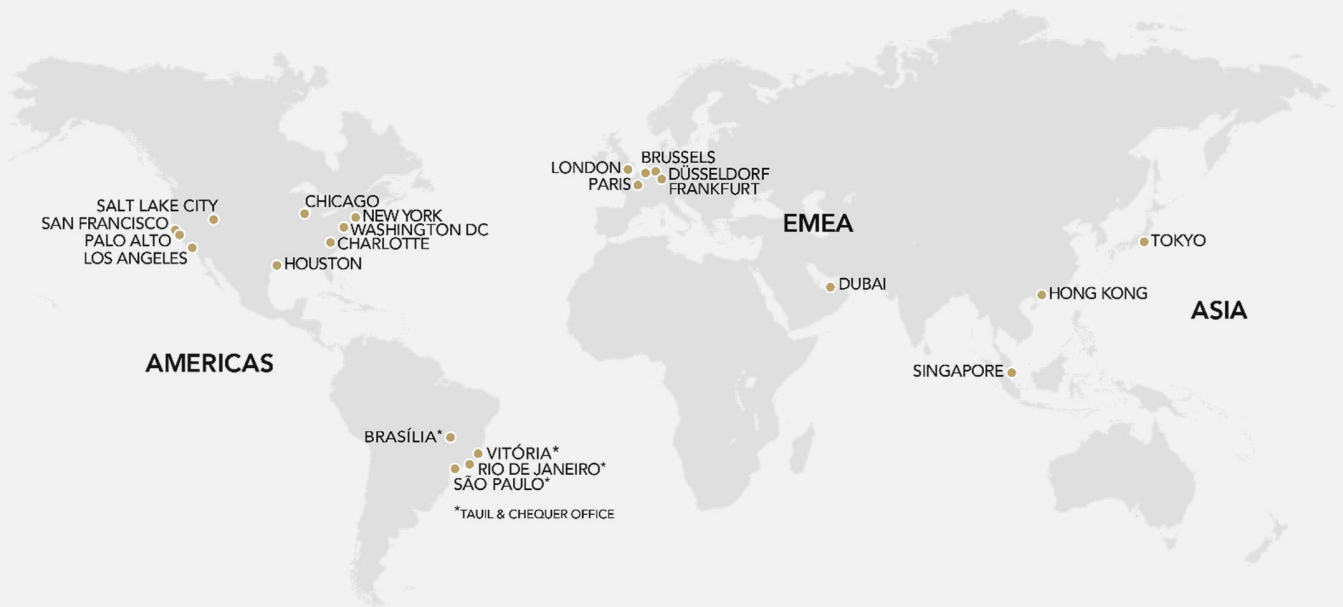 SALT LAKE CITY
SAN FRANCISCO
PALO ALTO
LOS ANGELES
CHICAGO
NEW YORK
WASHINGTON DC
CHARLOTTE
HOUSTON
AMERICAS
BRASÍLIA*
VITÓRIA*
RIO DE JANEIRO*
SÃO PAULO*
*TAUIL & CHEQUER OFFICE
LONDON
BRUSSELS
DÜSSELDORF
PARIS
FRANKFURT
EMEA
DUBAI
TOKYO
HONG KONG
ASIA
SINGAPORE